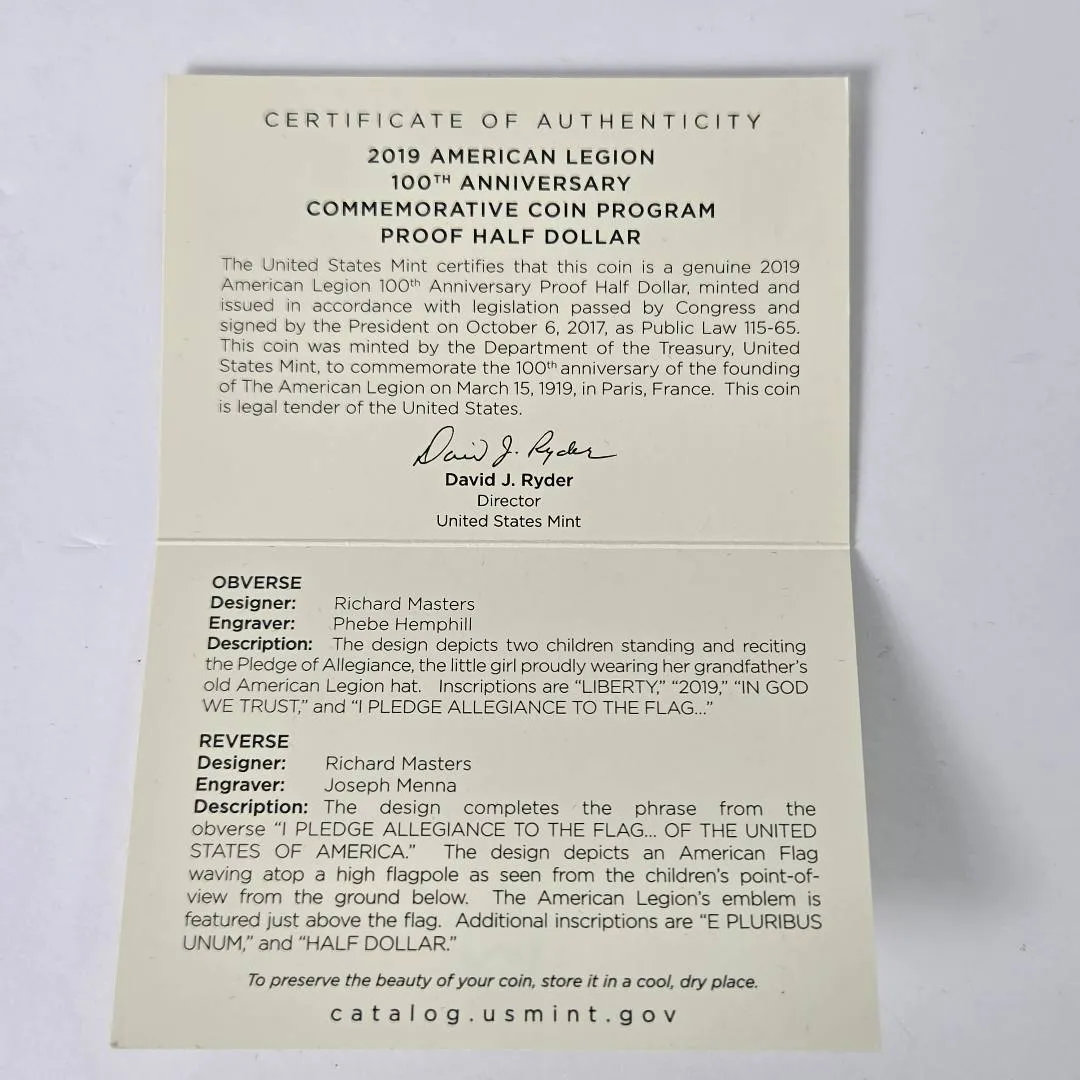 CERTIFICATE OF AUTHENTICITY
2019 AMERICAN LEGION
100TH ANNIVERSARY
COMMEMORATIVE COIN PROGRAM
PROOF HALF DOLLAR
The United States Mint certifies that this coin is a genuine 2019
American Legion 100th Anniversary Proof Half Dollar, minted and
issued in accordance with legislation passed by Congress and
signed by the President on October 6, 2017, as Public Law 115-65.
This coin was minted by the Department of the Treasury, United
States Mint, to commemorate the 100th anniversary of the founding
of The American Legion on March 15, 1919, in Paris, France. This coin
is legal tender of the United States.
David J. Ryder
David J. Ryder
Director
United States Mint
OBVERSE
Designer: Richard Masters
Engraver: Phebe Hemphill
Description: The design depicts two children standing and reciting
the Pledge of Allegiance, the little girl proudly wearing her grandfather's
old American Legion hat. Inscriptions are “LIBERTY,” “2019,” “IN GOD
WE TRUST,” and “I PLEDGE ALLEGIANCE TO THE FLAG...”
REVERSE
Designer: Richard Masters
Engraver: Joseph Menna
Description: The design completes the phrase from the
obverse “I PLEDGE ALLEGIANCE TO THE FLAG... OF THE UNITED
STATES OF AMERICA.” The design depicts an American Flag
waving atop a high flagpole as seen from the children's point-of-
view from the ground below. The American Legion's emblem is
featured just above the flag. Additional inscriptions are “E PLURIBUS
UNUM,” and “HALF DOLLAR.”
To preserve the beauty of your coin, store it in a cool, dry place.
catalog.usmint.gov